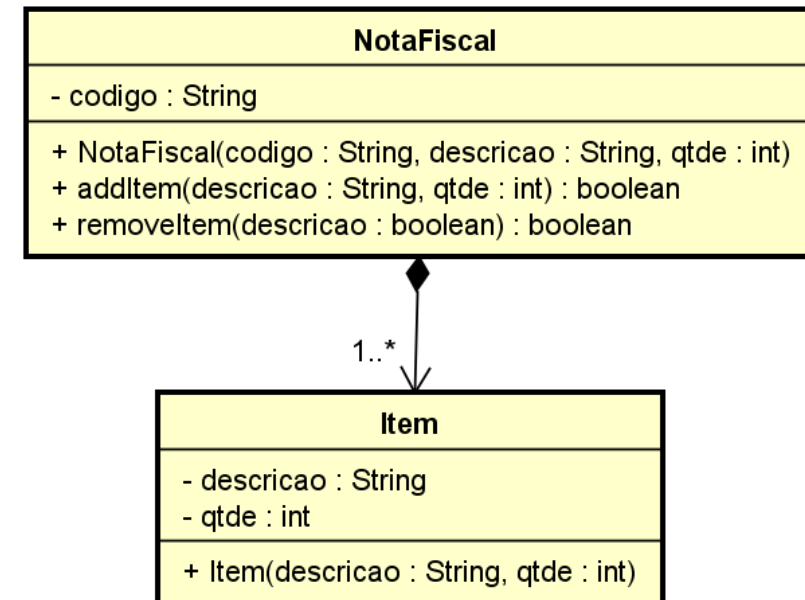 NotaFiscal
- codigo : String
+ NotaFiscal(codigo : String, descricao : String, qtde : int)
+ addItem(descricao : String, qtde : int) : boolean
+ removeItem(descricao : boolean) : boolean
1..*
Item
- descricao : String
- qtde : int
+ Item(descricao : String, qtde : int)